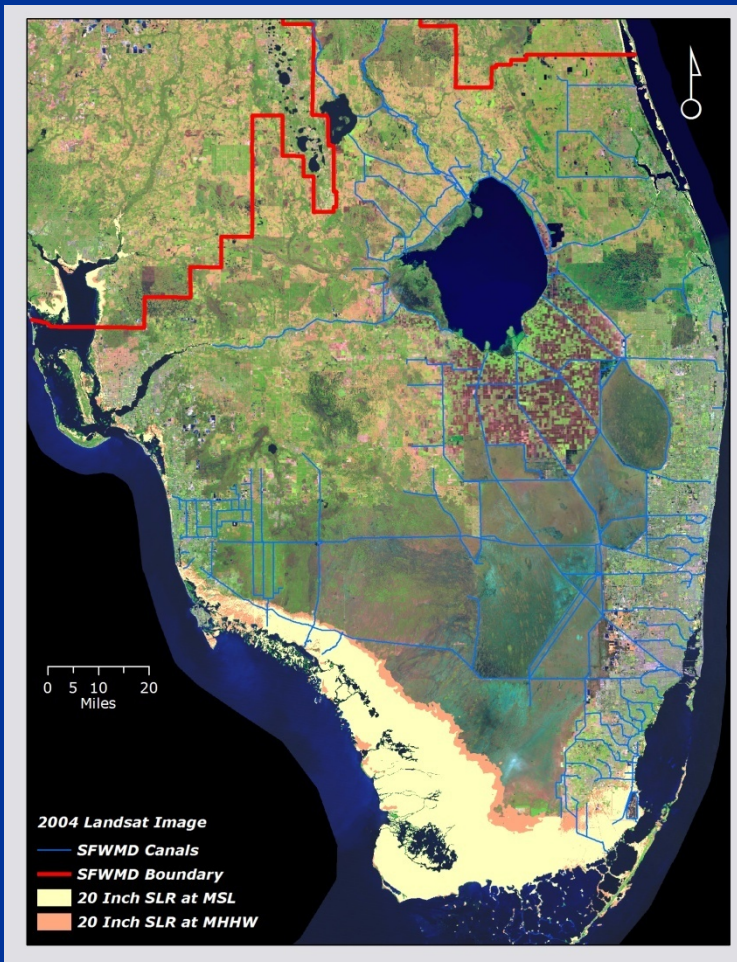 0 5 10 20
Miles
2004 Landsat Image
SFWMD Canals
SFWMD Boundary
20 Inch SLR at MSL
20 Inch SLR at MHHW